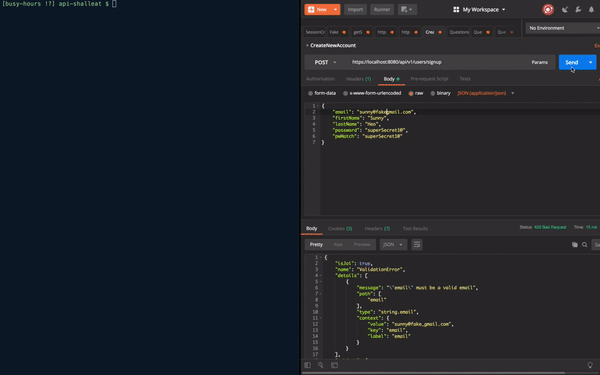 [busy-hours !?] api-shalleat $
New
Import
Runner
My Workspace
Fake
getS
http
http
Crea
Questions
Que
Que
No Environment
CreateNewAccount
POST
https://localhost:8080/api/v1/users/signup
Params
Send
Authorization
Headers (1)
Body
Pre-request Script
Tests
form-data
x-www-form-urlencoded
raw
binary
JSON (application/json)
1 {
2 "email": "sunny@fakegmail.com",
3 "firstName": "Sunny",
4 "lastName": "Hen",
5 "password": "superSecret10",
6 "pwMatch": "superSecret10"
7 }
Body
Cookies (3)
Headers (7)
Test Results
Status: 400 Bad Request
Time: 15 ms
Pretty
Raw
Preview
JSON
1 {
2 "isJoi": true,
3 "name": "ValidationError",
4 "details": [
5 {
6 "message": "\"email\" must be a valid email",
7 "path": [
8 "email"
9 ],
10 "type": "string.email",
11 "context": {
12 "value": "sunny@fake_gmail.com",
13 "key": "email",
14 "label": "email"
15 }
16 }
17 ],